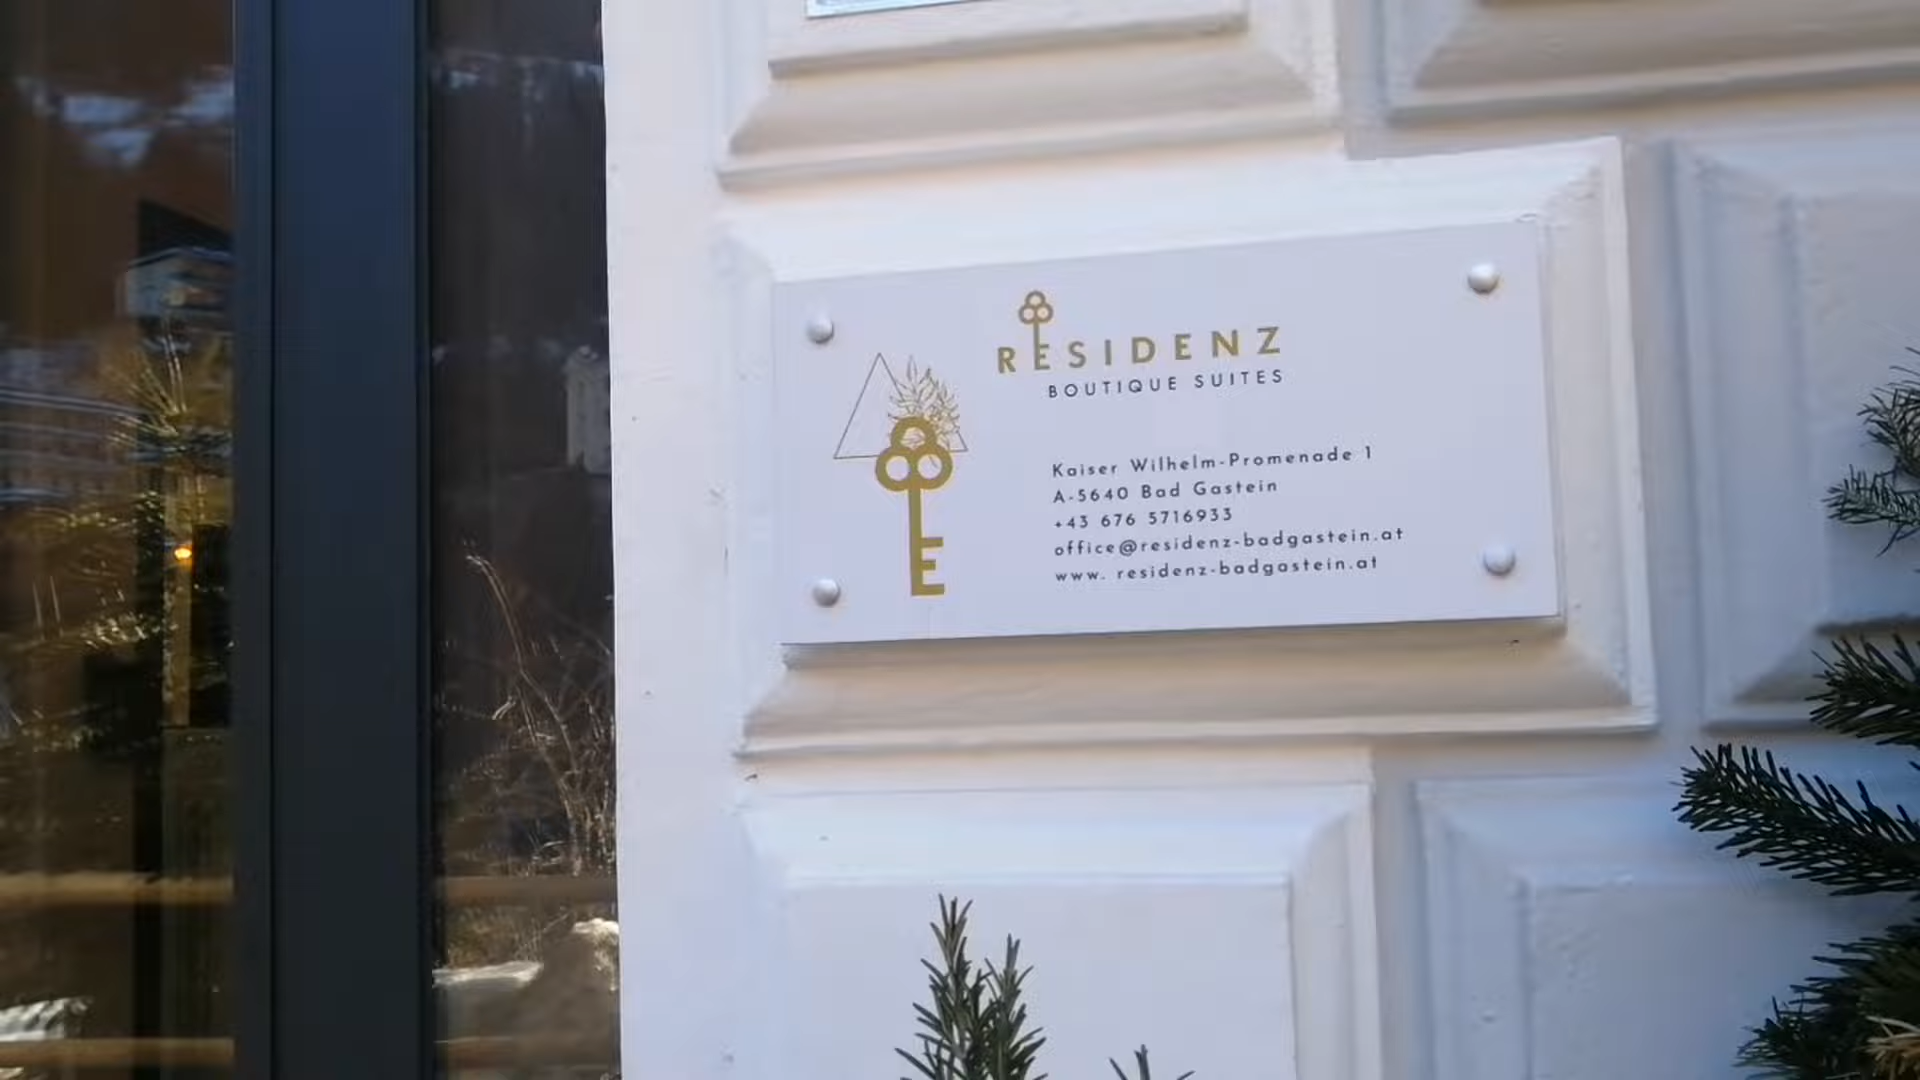 RESIDENZ
BOUTIQUE SUITES
Kaiser Wilhelm-Promenade 1
A-5640 Bad Gastein
+43 676 5716933
office@residenz-badgastein.at
www. residenz-badgastein.at